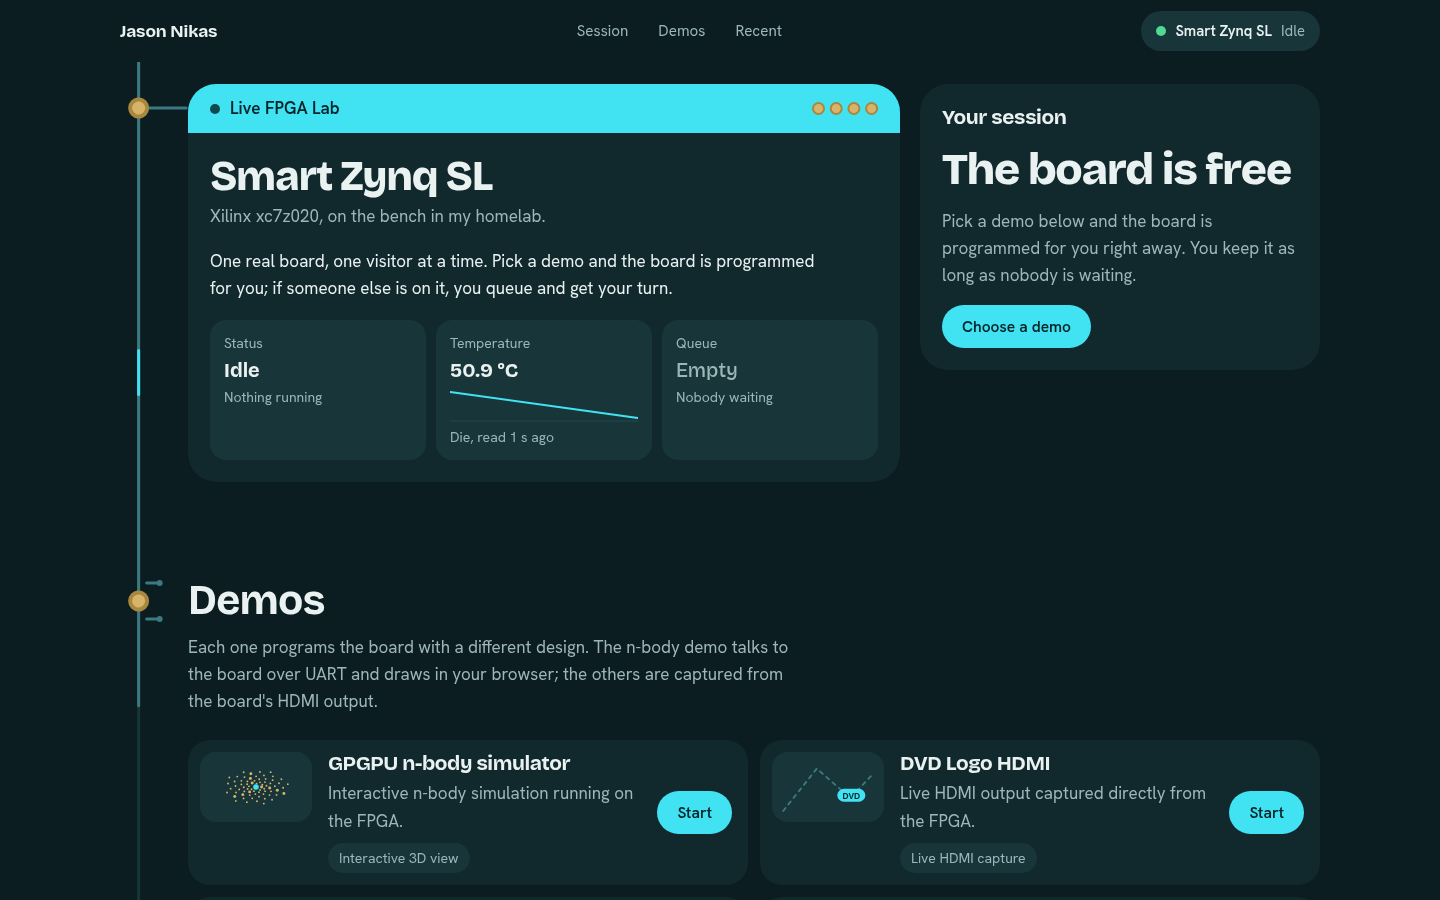 Jason Nikas
Session
Demos
Recent
Smart Zynq SL Idle
Live FPGA Lab
Smart Zynq SL
Xilinx xc7z020, on the bench in my homelab.
One real board, one visitor at a time. Pick a demo and the board is programmed
for you; if someone else is on it, you queue and get your turn.
Status
Idle
Nothing running
Temperature
50.9 °C
Die, read 1 s ago
Queue
Empty
Nobody waiting
Your session
The board is free
Pick a demo below and the board is
programmed for you right away. You keep it as
long as nobody is waiting.
Choose a demo
Demos
Each one programs the board with a different design. The n-body demo talks to
the board over UART and draws in your browser; the others are captured from
the board's HDMI output.
GPGPU n-body simulator
Interactive n-body simulation running on
the FPGA.
Interactive 3D view
Start
DVD
DVD Logo HDMI
Live HDMI output captured directly from
the FPGA.
Live HDMI capture
Start